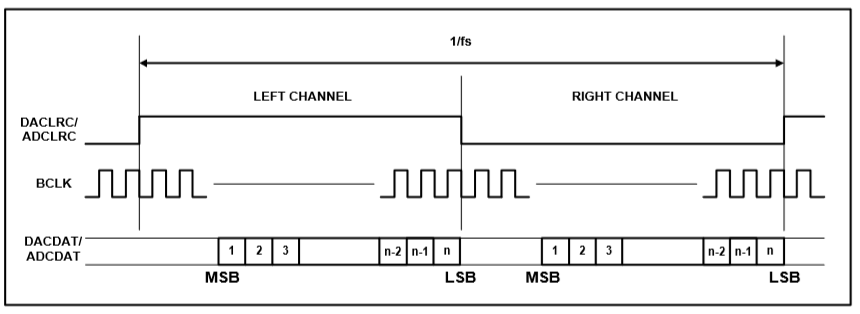 1/fs
LEFT CHANNEL RIGHT CHANNEL
DACLRC/
ADCLRC
BCLK
DACDAT/
ADCDAT
1 2 3 n-2 n-1 n 1 2 3 n-2 n-1 n
MSB LSB MSB LSB